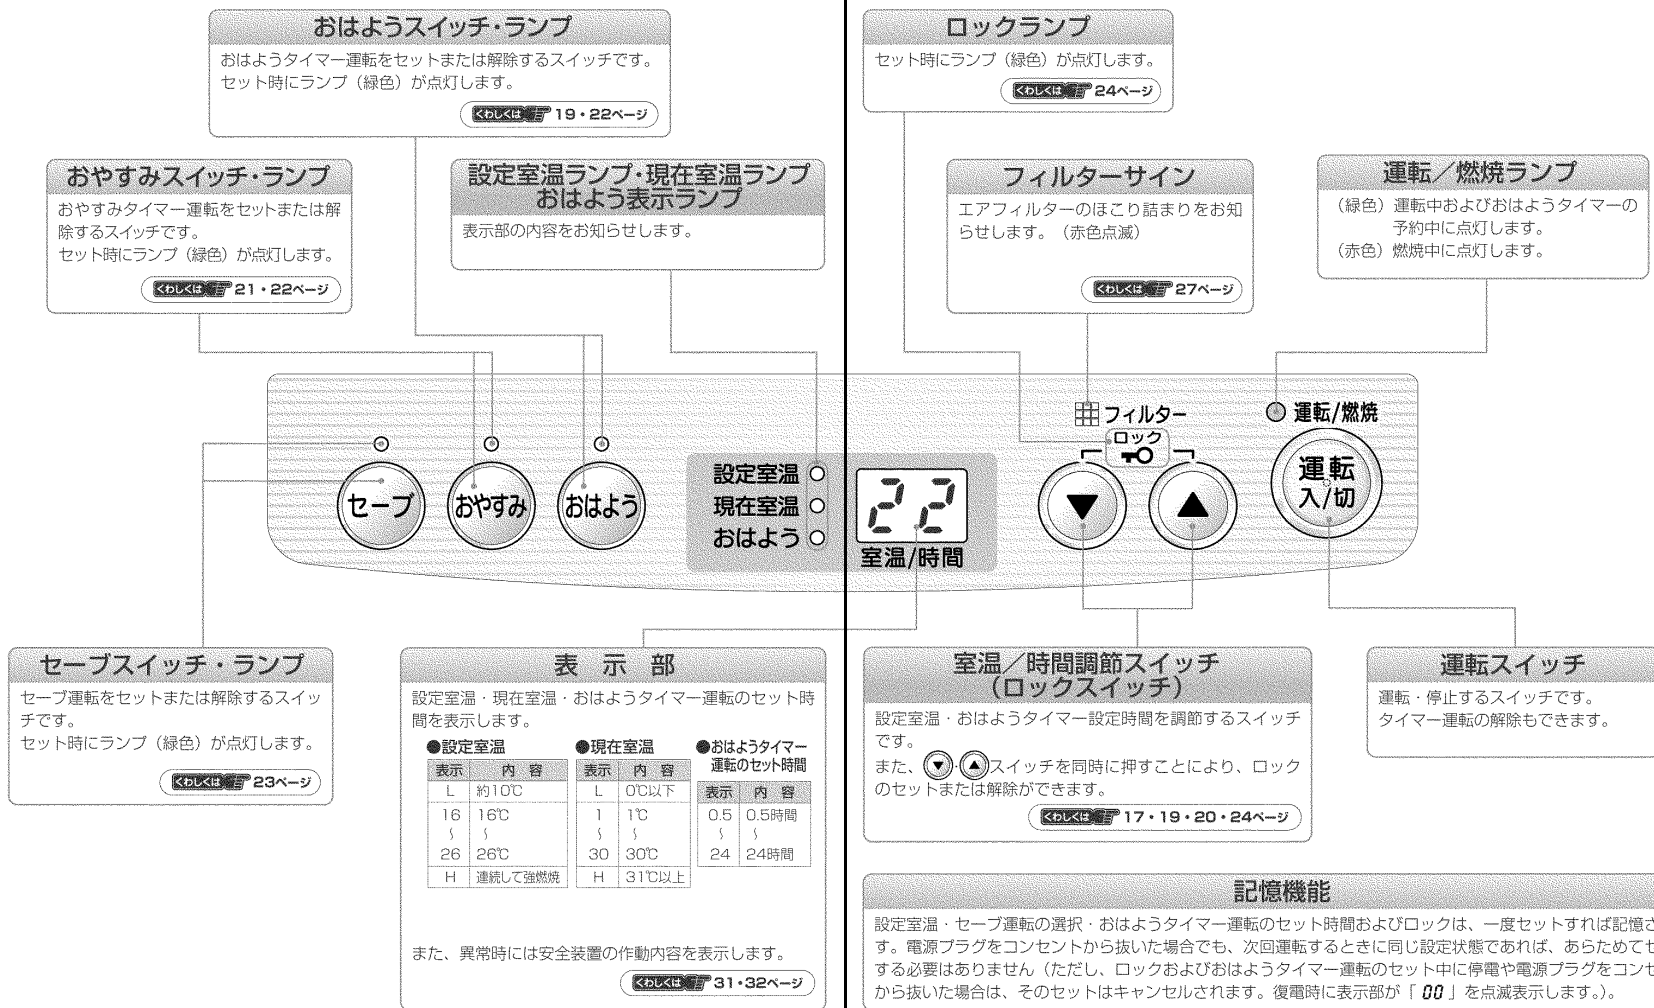 おはようスイッチ・ランプ
おはようタイマー運転をセットまたは解除するスイッチです。
セット時にランプ（緑色）が点灯します。
くわしくは 19・22ページ
ロックランプ
セット時にランプ（緑色）が点灯します。
くわしくは 24ページ
おやすみスイッチ・ランプ
おやすみタイマー運転をセットまたは解
除するスイッチです。
セット時にランプ（緑色）が点灯します。
くわしくは 21・22ページ
設定室温ランプ・現在室温ランプ
おはよう表示ランプ
表示部の内容をお知らせします。
フィルターサイン
エアフィルターのほこり詰まりをお知
らせします。（赤色点滅）
くわしくは 27ページ
運転／燃焼ランプ
（緑色）運転中およびおはようタイマーの
予約中に点灯します。
（赤色）燃焼中に点灯します。
セーブ
おやすみ
おはよう
設定室温
現在室温
おはよう
22
室温/時間
フィルター
ロック
▼
▲
運転/燃焼
運転
入/切
セーブスイッチ・ランプ
セーブ運転をセットまたは解除するスイッ
チです。
セット時にランプ（緑色）が点灯します。
くわしくは 23ページ
表 示 部
設定室温・現在室温・おはようタイマー運転のセット時
間を表示します。
●設定室温
表示 内 容
L 約10℃
16 16℃
〜 〜
26 26℃
H 連続して強燃焼
●現在室温
表示 内 容
L 0℃以下
1 1℃
〜 〜
30 30℃
H 31℃以上
●おはようタイマー
運転のセット時間
表示 内 容
0.5 0.5時間
〜 〜
24 24時間
また、異常時には安全装置の作動内容を表示します。
くわしくは 31・32ページ
室温／時間調節スイッチ
（ロックスイッチ）
設定室温・おはようタイマー設定時間を調節するスイッチ
です。
また、▼・▲スイッチを同時に押すことにより、ロック
のセットまたは解除ができます。
くわしくは 17・19・20・24ページ
運転スイッチ
運転・停止するスイッチです。
タイマー運転の解除もできます。
記憶機能
設定室温・セーブ運転の選択・おはようタイマー運転のセット時間およびロックは、一度セットすれば記憶さ
す。電源プラグをコンセントから抜いた場合でも、次回運転するときに同じ設定状態であれば、あらためてセ
する必要はありません（ただし、ロックおよびおはようタイマー運転のセット中に停電や電源プラグをコンセ
から抜いた場合は、そのセットはキャンセルされます。復電時に表示部が「00」を点滅表示します。）。